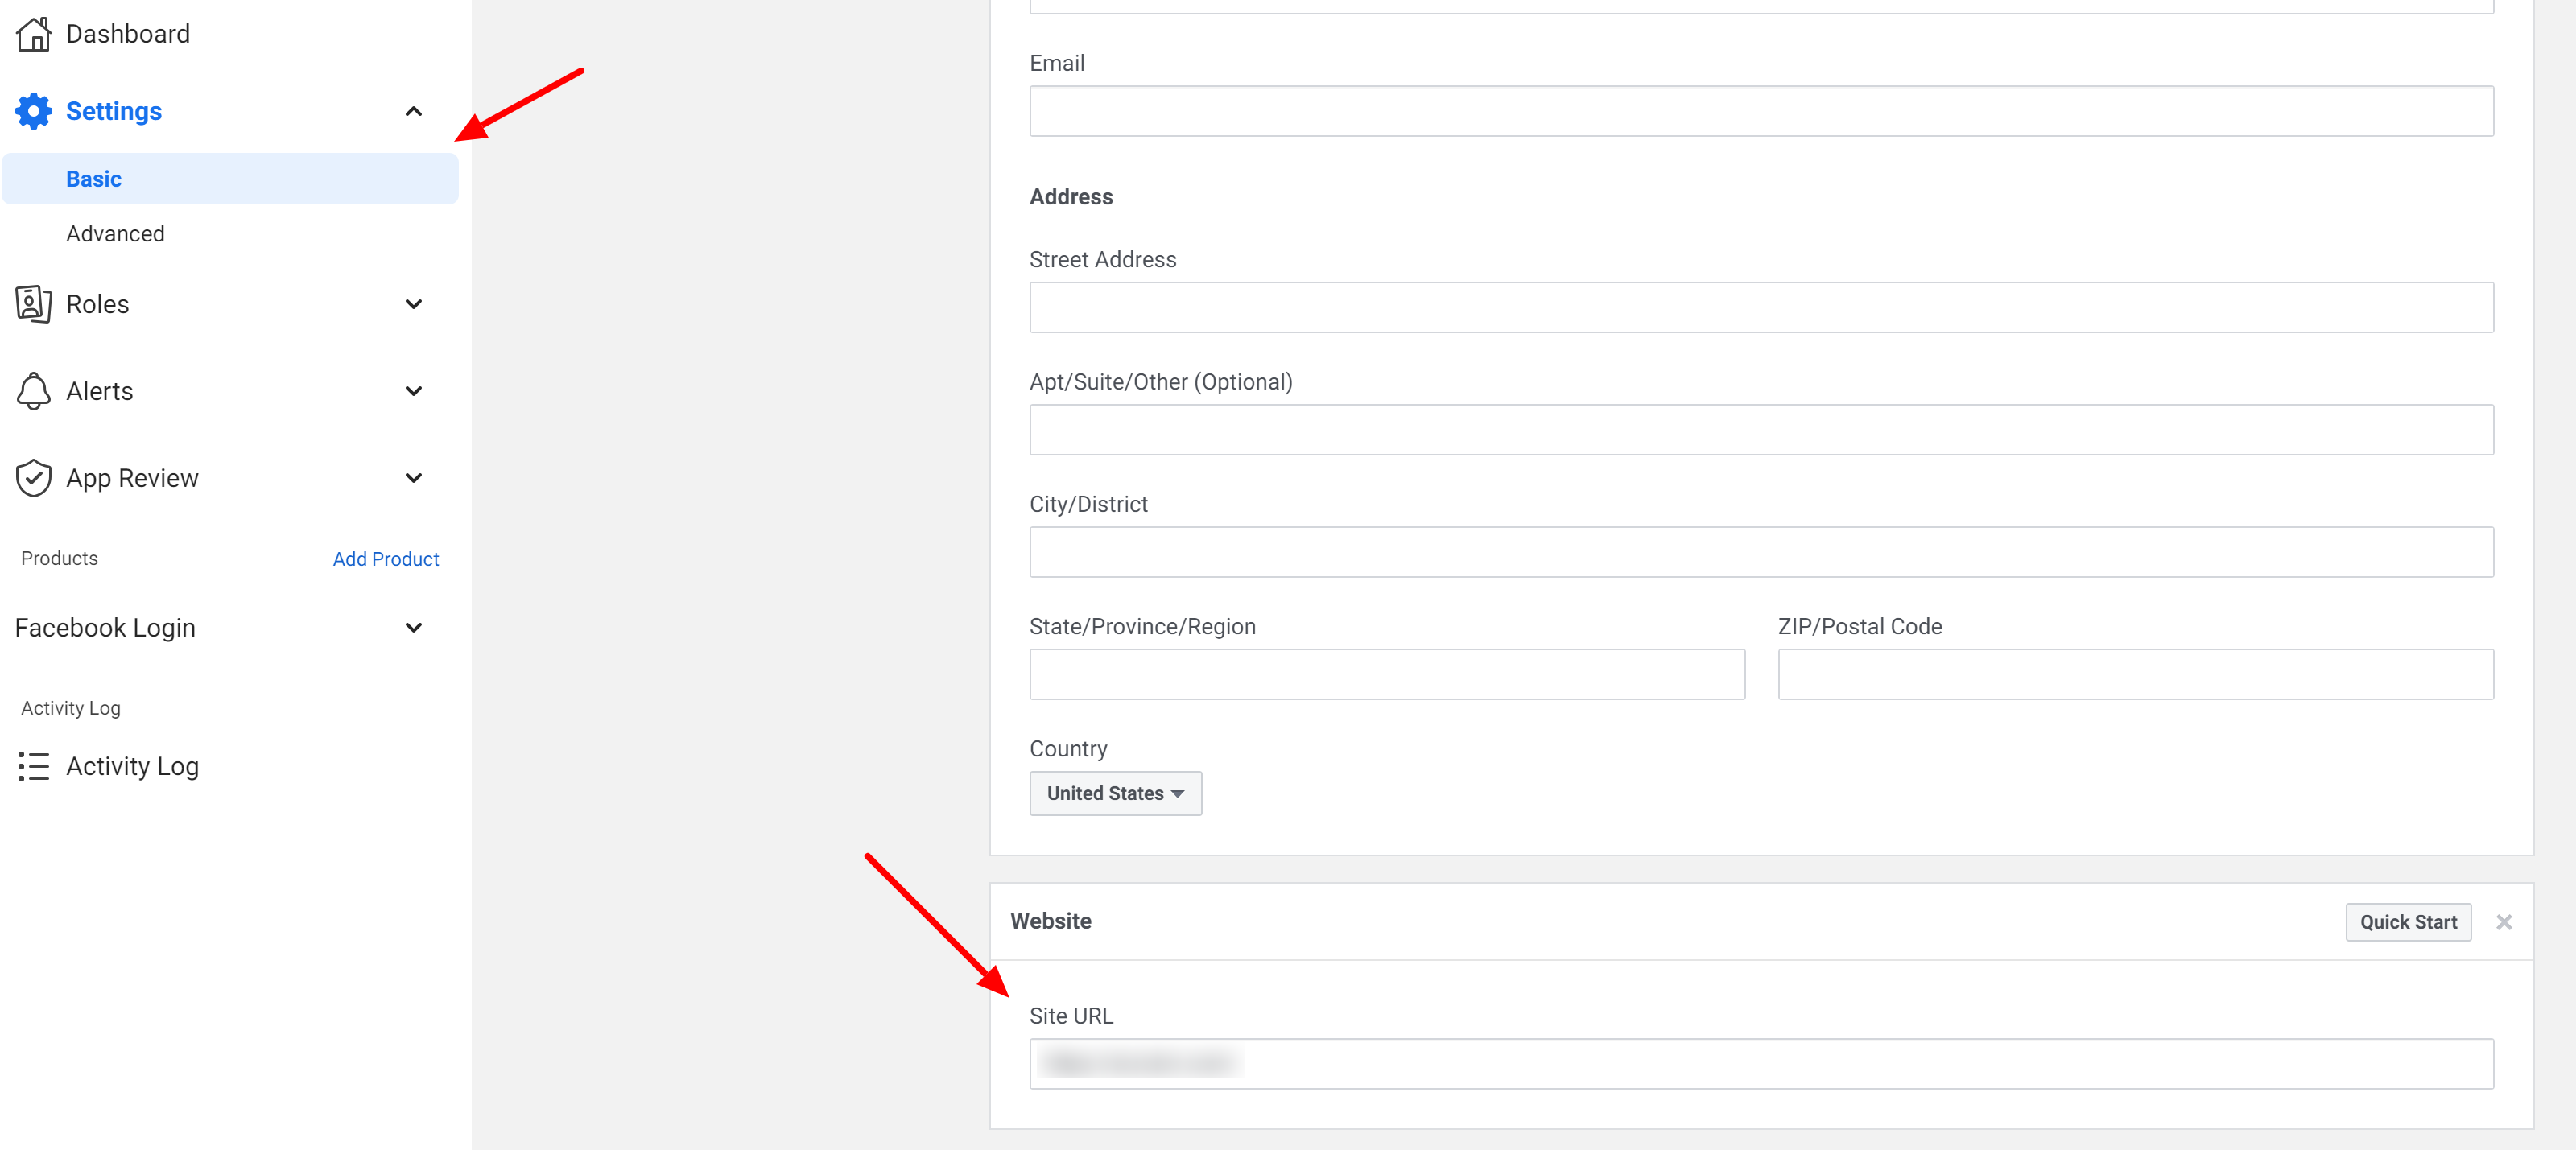 Dashboard
Settings
Basic
Advanced
Roles
Alerts
App Review
Products
Add Product
Facebook Login
Activity Log
Activity Log
Email
Address
Street Address
Apt/Suite/Other (Optional)
City/District
State/Province/Region
ZIP/Postal Code
Country
United States
Website
Quick Start
Site URL